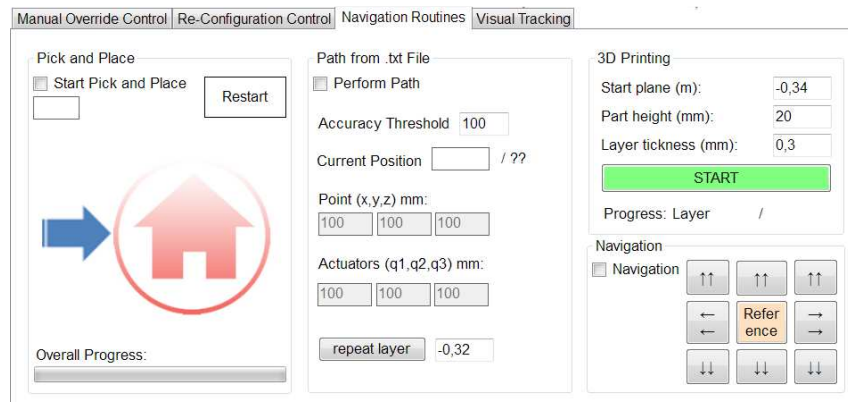 Manual Override Control Re-Configuration Control Navigation Routines Visual Tracking
Pick and Place
Start Pick and Place
Restart
Overall Progress:
Path from .txt File
Perform Path
Accuracy Threshold 100
Current Position / ??
Point (x,y,z) mm:
100 100 100
Actuators (q1,q2,q3) mm:
100 100 100
repeat layer -0,32
3D Printing
Start plane (m): -0,34
Part height (mm): 20
Layer tickness (mm): 0,3
START
Progress: Layer /
Navigation
Navigation ↑↑ ↑↑ ↑↑
← Refer →
← ence →
↓↓ ↓↓ ↓↓